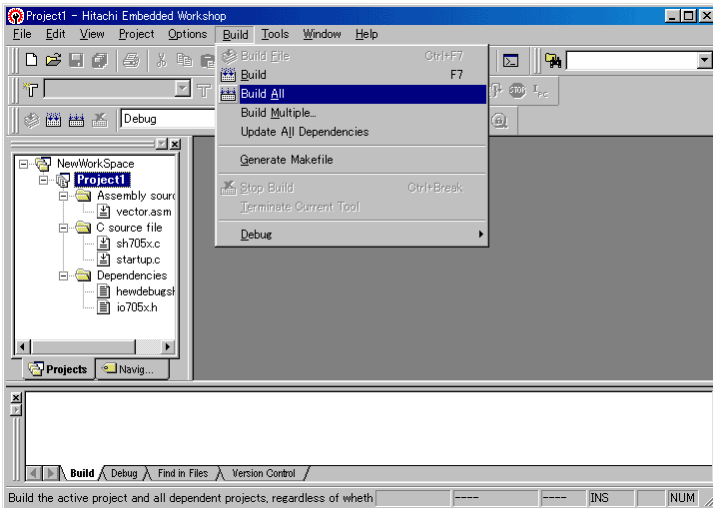 Project1 - Hitachi Embedded Workshop
File Edit View Project Options Build Tools Window Help
Build File Ctrl+F7
Build F7
Build All
Build Multiple...
Update All Dependencies
Generate Makefile
Stop Build Ctrl+Break
Terminate Current Tool
Debug
Debug
NewWorkSpace
Project1
Assembly sour
vector.asm
C source file
sh705x.c
startup.c
Dependencies
hewdebugsh
io705x.h
Projects Navig...
Build Debug Find in Files Version Control
Build the active project and all dependent projects, regardless of wheth ---- ---- INS NUM